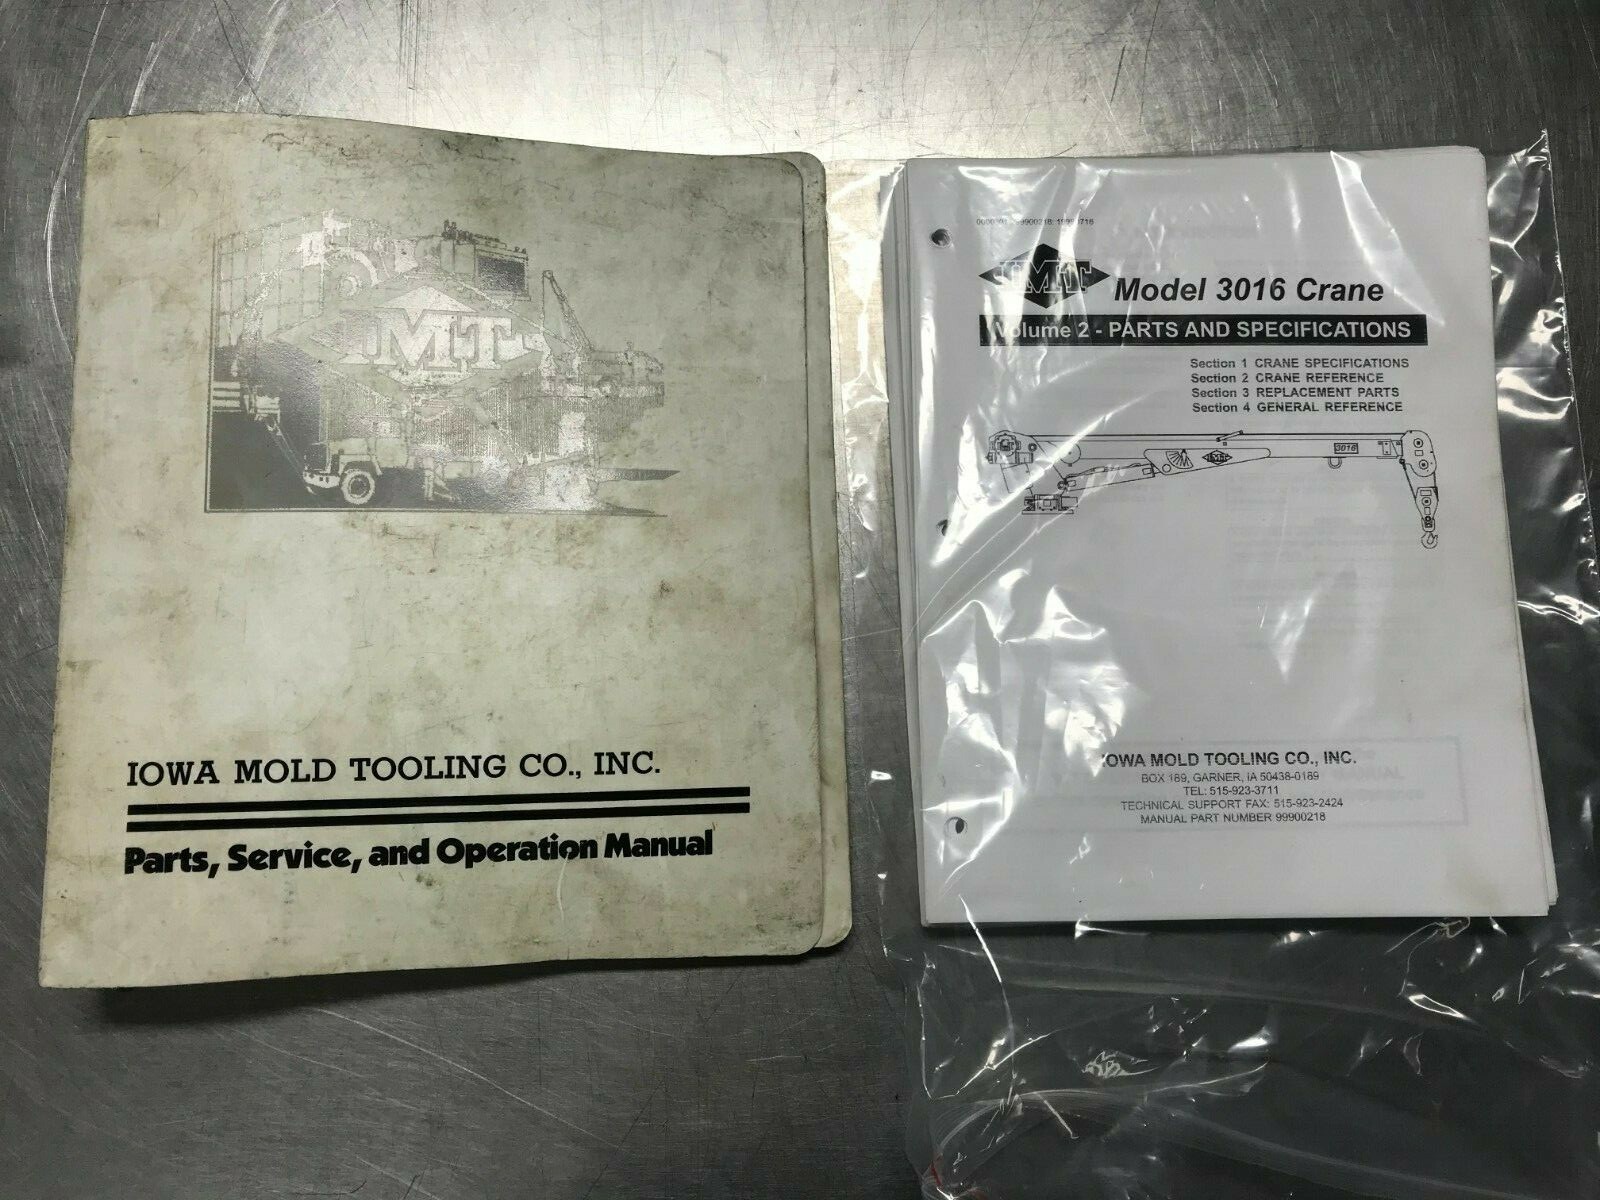 IMT
IOWA MOLD TOOLING CO., INC.
Parts, Service, and Operation Manual
IMT Model 3016 Crane
Volume 2 - PARTS AND SPECIFICATIONS
Section 1 CRANE SPECIFICATIONS
Section 2 CRANE REFERENCE
Section 3 REPLACEMENT PARTS
Section 4 GENERAL REFERENCE
3016
IMT
IOWA MOLD TOOLING CO., INC.
BOX 189, GARNER, IA 50438-0189
TEL: 515-923-3711
TECHNICAL SUPPORT FAX: 515-923-2424
MANUAL PART NUMBER 99900218